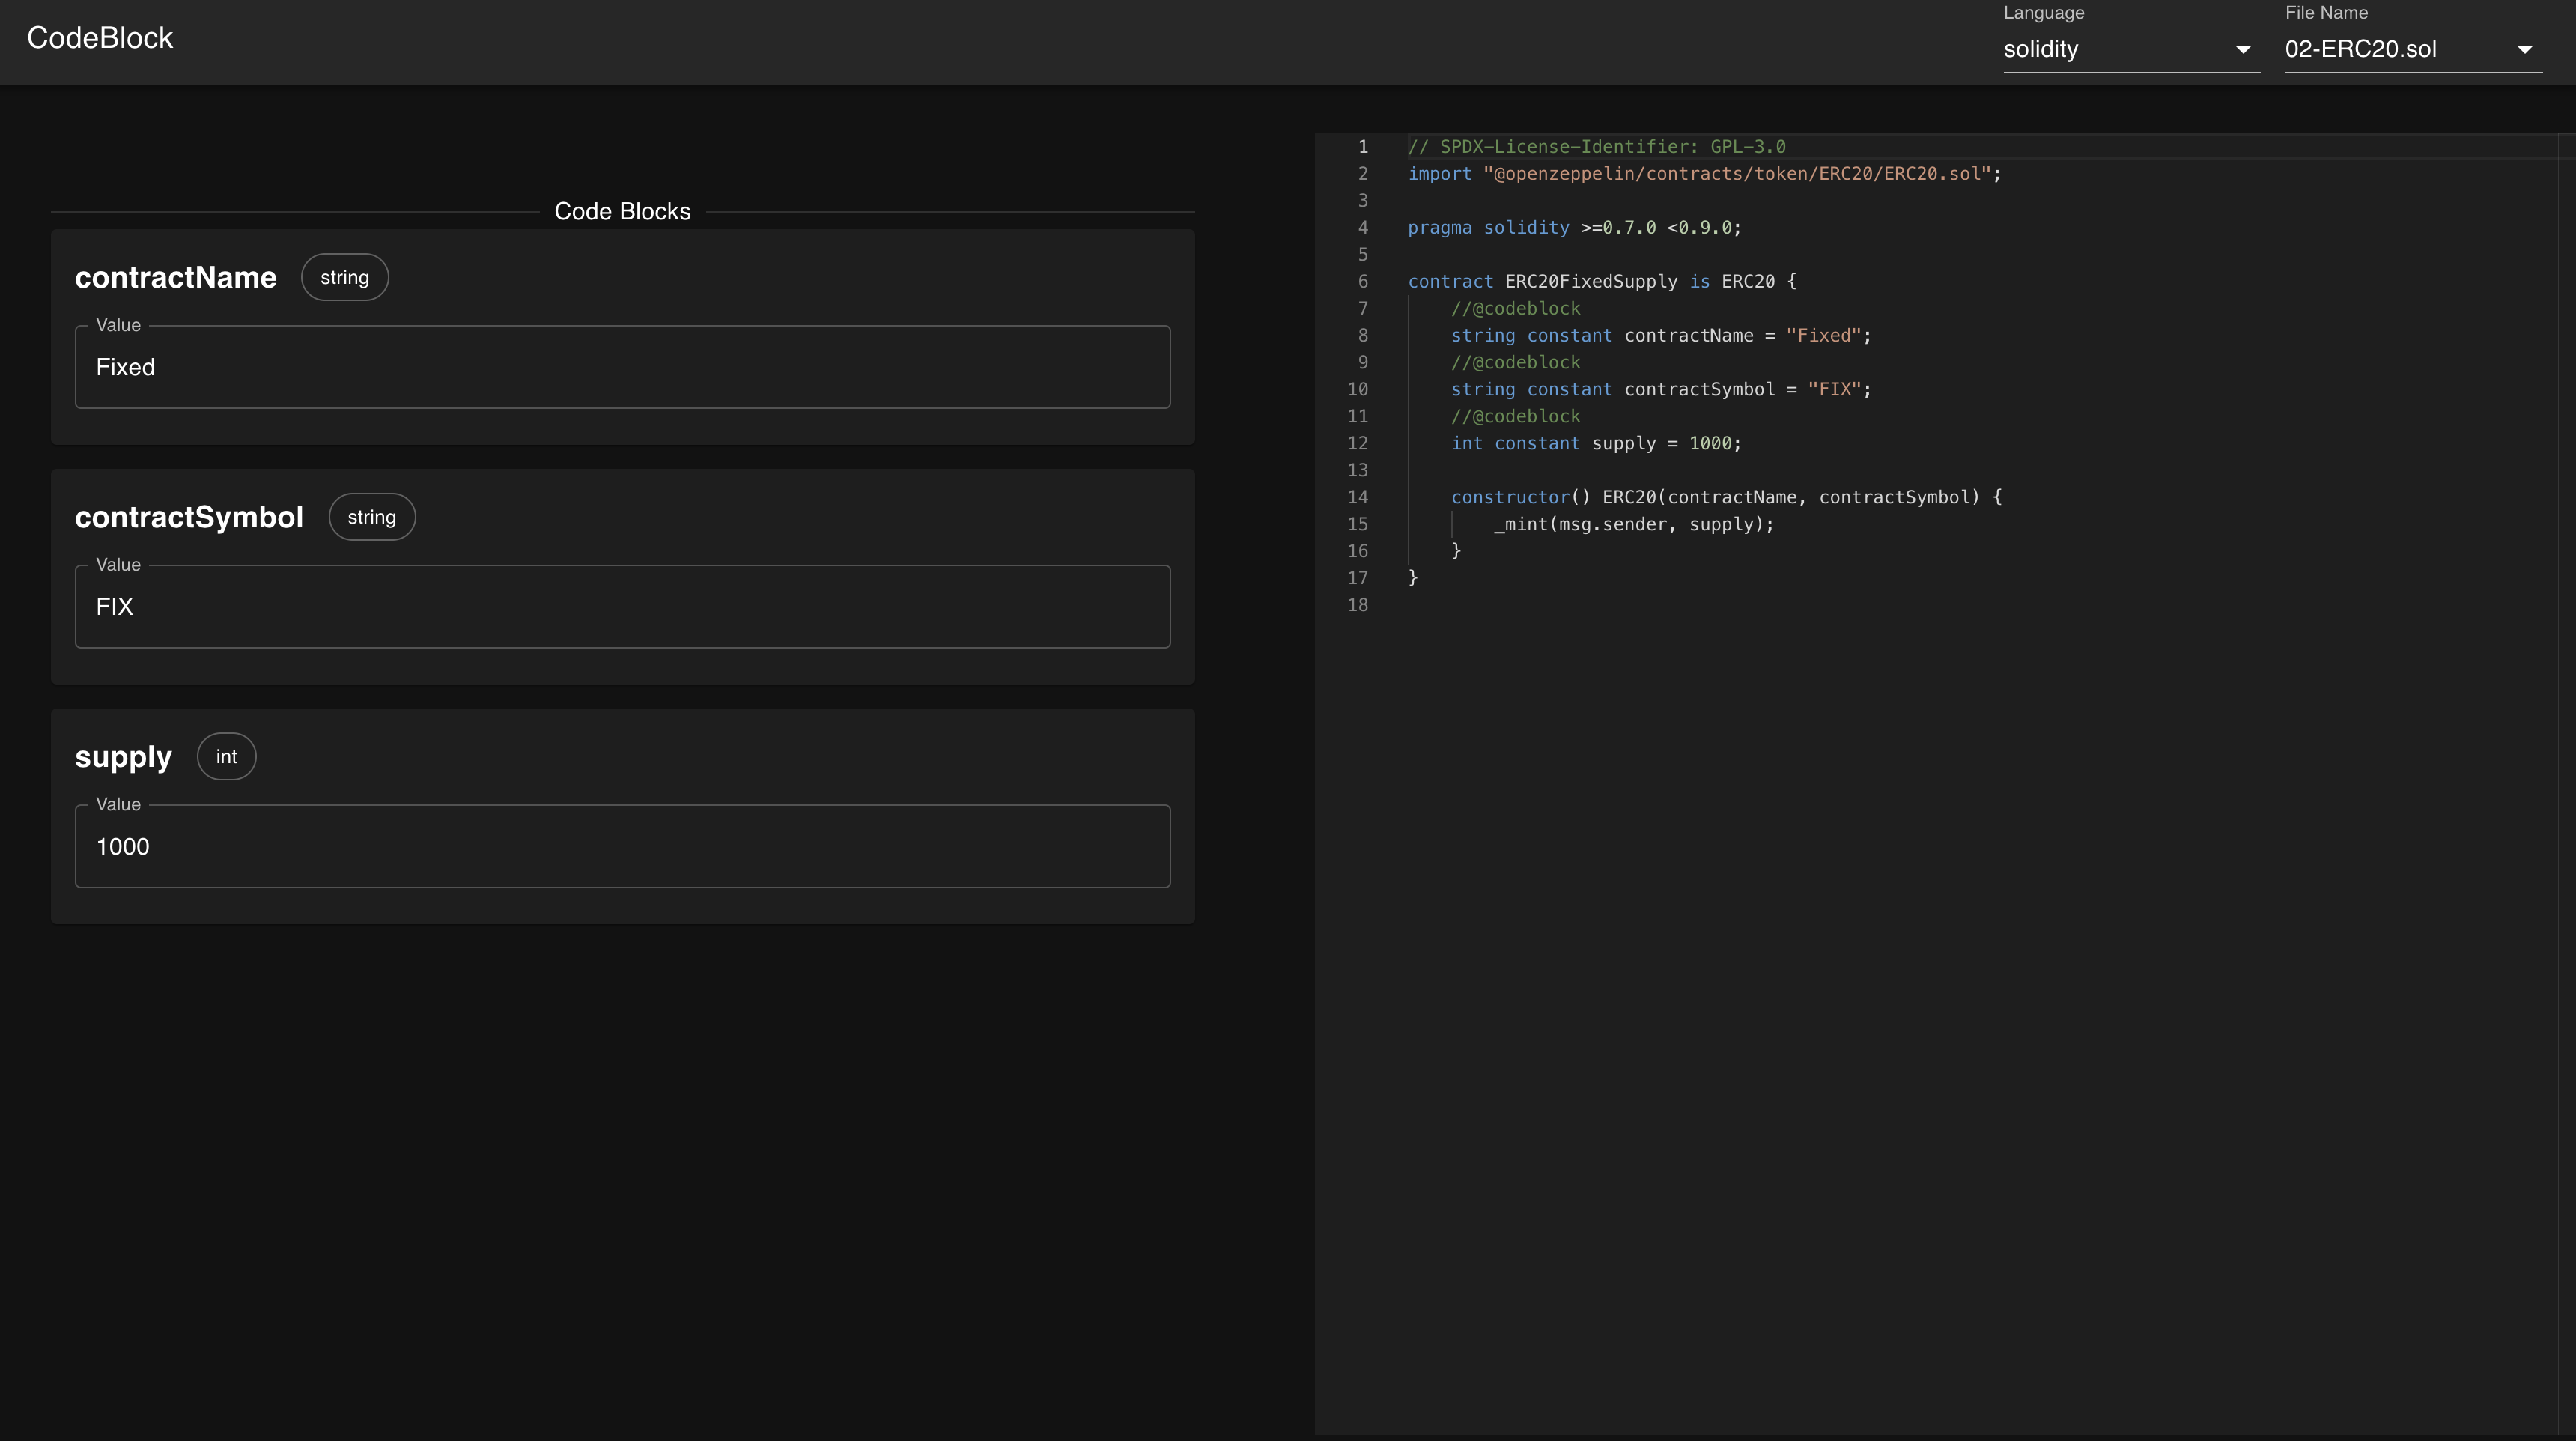 CodeBlock
Language
solidity
File Name
02-ERC20.sol
Code Blocks
contractName string
Value
Fixed
contractSymbol string
Value
FIX
supply int
Value
1000
1 // SPDX-License-Identifier: GPL-3.0
2 import "@openzeppelin/contracts/token/ERC20/ERC20.sol";
3
4 pragma solidity >=0.7.0 <0.9.0;
5
6 contract ERC20FixedSupply is ERC20 {
7 //@codeblock
8 string constant contractName = "Fixed";
9 //@codeblock
10 string constant contractSymbol = "FIX";
11 //@codeblock
12 int constant supply = 1000;
13
14 constructor() ERC20(contractName, contractSymbol) {
15 _mint(msg.sender, supply);
16 }
17 }
18